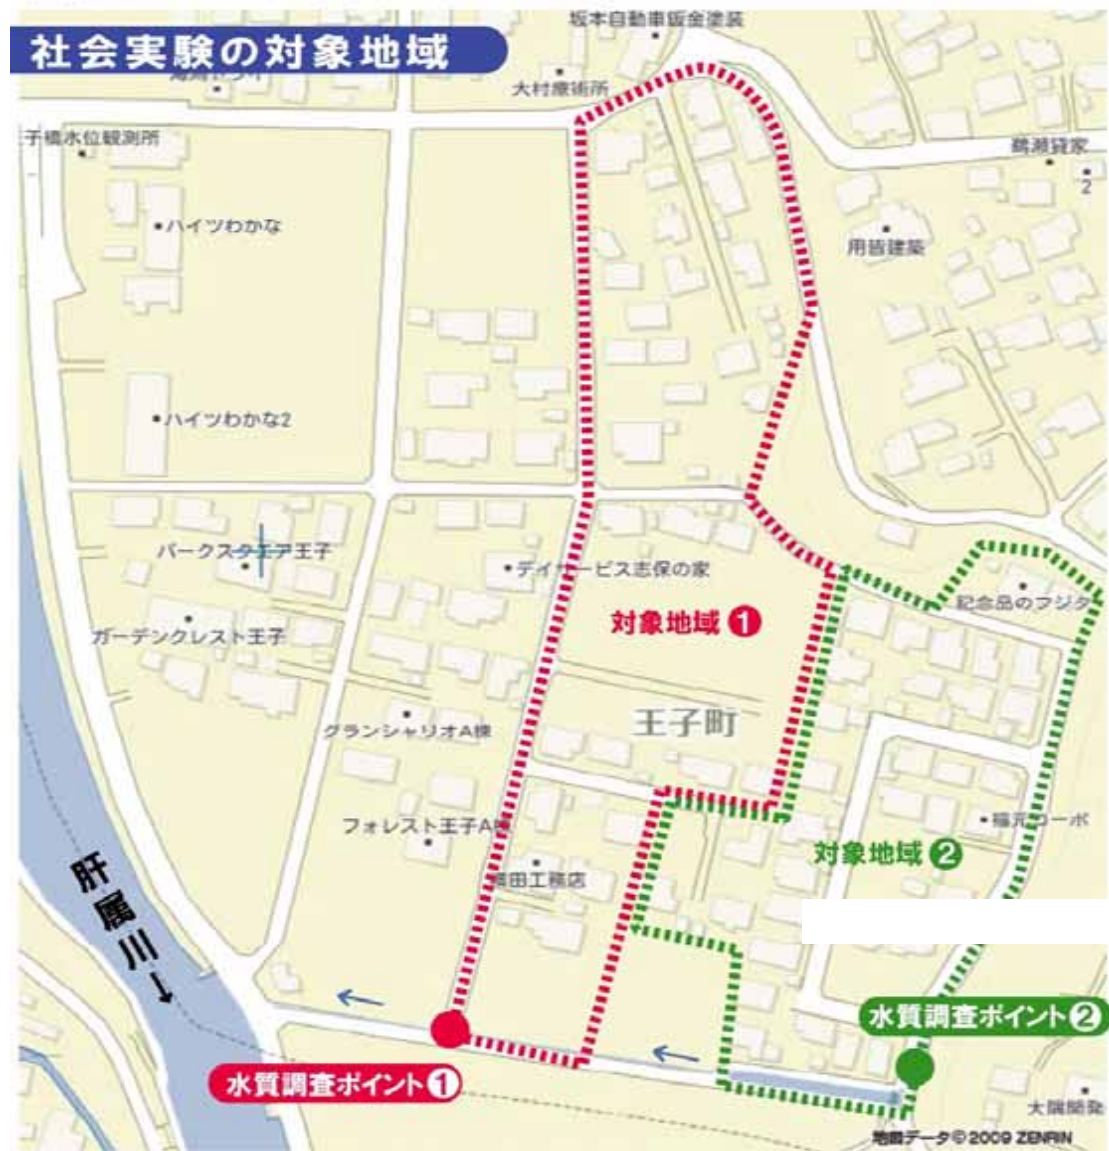 社会実験の対象地域
坂本自動車鈑金塗装
大村療術所
子橋水位観測所
鶴瀬貸家
2
ハイツわかな
用皆建築
ハイツわかな2
パークスクエア王子
デイサービス志保の家
記念品のフジタ
対象地域①
ガーデンクレスト王子
王子町
グランシャリオA棟
フォレスト王子A棟
福元コーポ
対象地域②
田工務店
肝属川→
水質調査ポイント②
水質調査ポイント①
大隅開発
地図データ©2009 ZENRIN